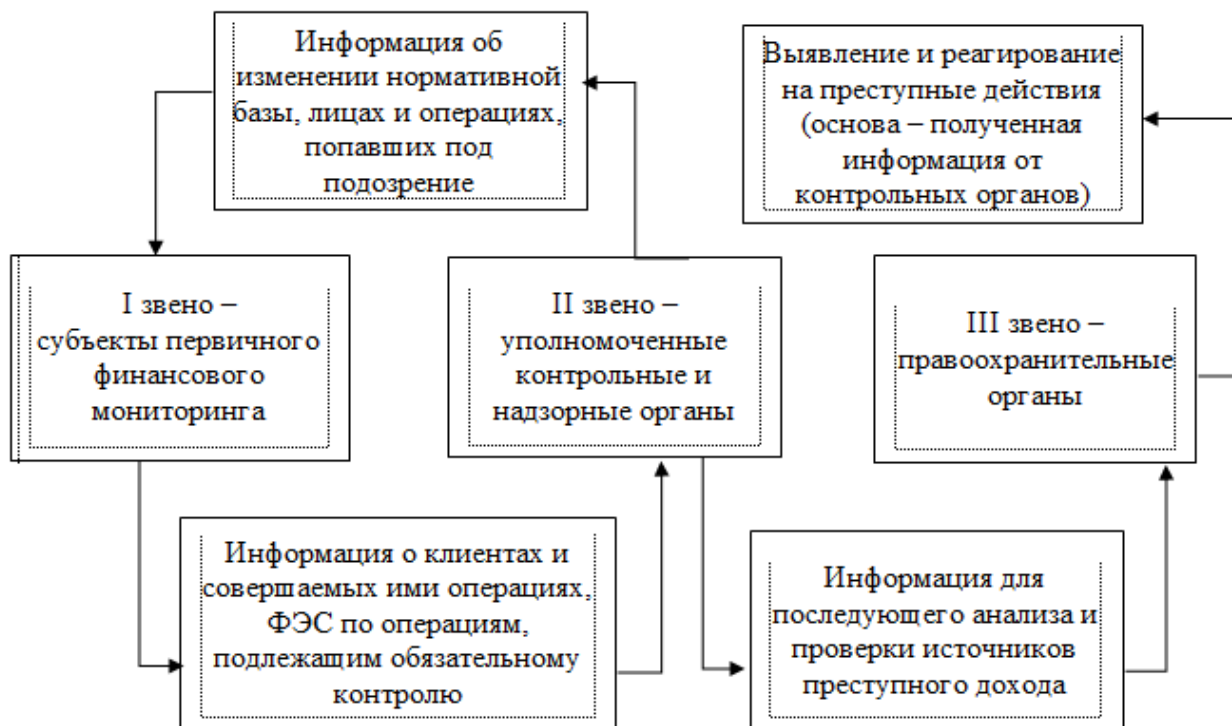 Информация об
изменении нормативной
базы, лицах и операциях,
попавших под
подозрение
Выявление и реагирование
на преступные действия
(основа – полученная
информация от
контрольных органов)
I звено –
субъекты первичного
финансового
мониторинга
II звено –
уполномоченные
контрольные и
надзорные органы
III звено –
правоохранительные
органы
Информация о клиентах и
совершаемых ими операциях,
ФЭС по операциям,
подлежащим обязательному
контролю
Информация для
последующего анализа и
проверки источников
преступного дохода